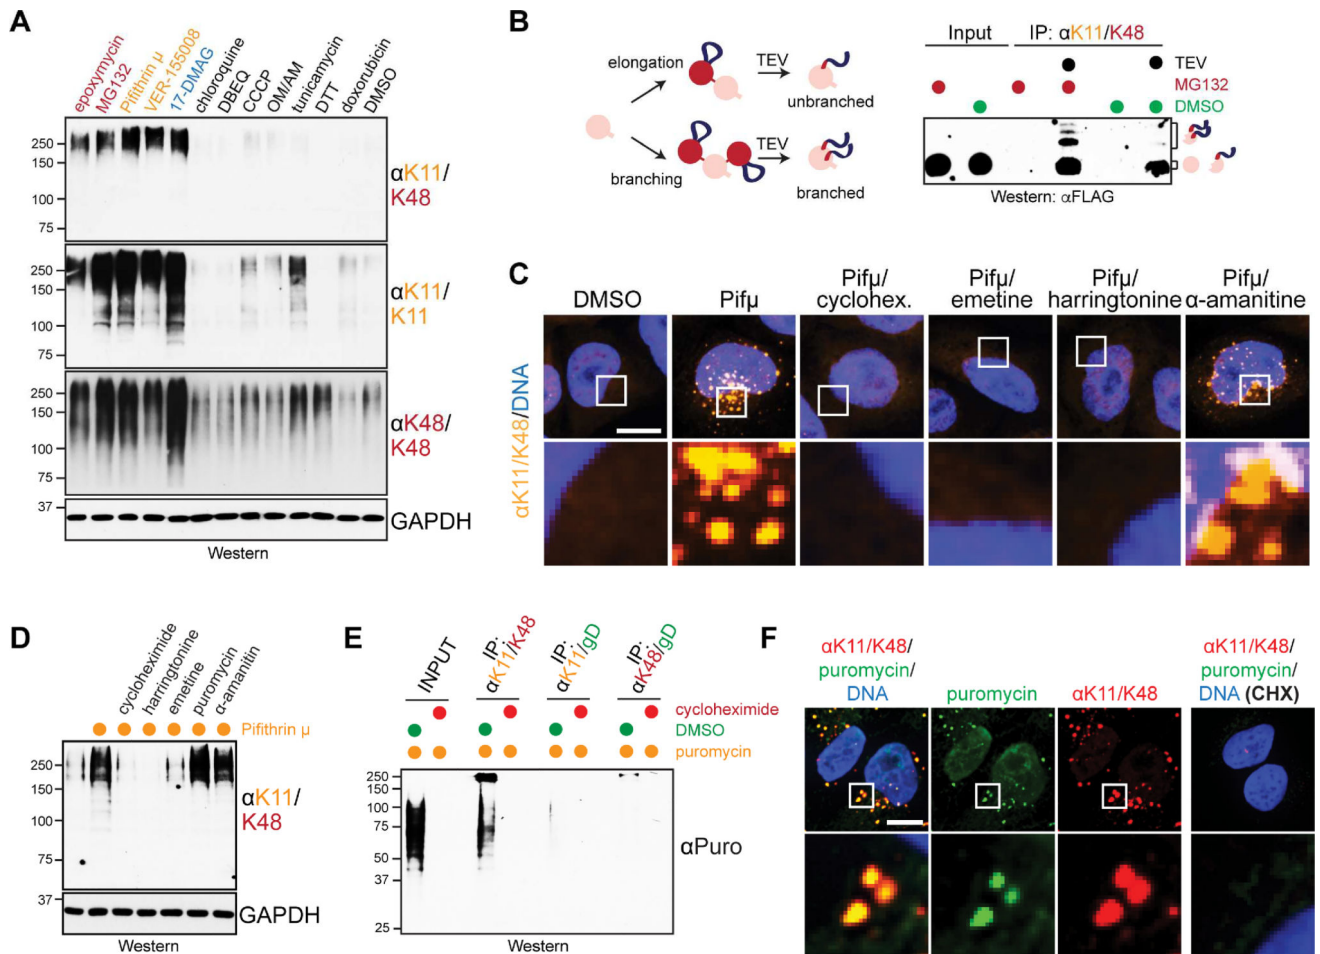 A
epoxymycin
MG132
Pifithrin µ
VER-155008
17-DMAG
chloroquine
DBEQ
CCCP
OM/AM
tunicamycin
DTT
doxorubicin
DMSO
250
150
100
75
αK11/
K48
250
150
100
75
αK11/
K11
250
150
100
75
αK48/
K48
37
GAPDH
Western
B
elongation
TEV
unbranched
branching
TEV
branched
Input
IP: αK11/K48
TEV
MG132
DMSO
Western: αFLAG
C
DMSO
Pifµ
Pifµ/
cyclohex.
Pifµ/
emetine
Pifµ/
harringtonine
Pifµ/
α-amanitine
αK11/K48/DNA
D
cycloheximide
harringtonine
emetine
puromycin
α-amanitin
Pifithrin µ
250
150
100
75
αK11/
K48
37
GAPDH
Western
E
INPUT
IP:
αK11/K48
IP:
αK11/gD
IP:
αK48/gD
cycloheximide
DMSO
puromycin
250
150
100
75
50
37
25
αPuro
Western
F
αK11/K48/
puromycin/
DNA
puromycin
αK11/K48
αK11/K48/
puromycin/
DNA (CHX)